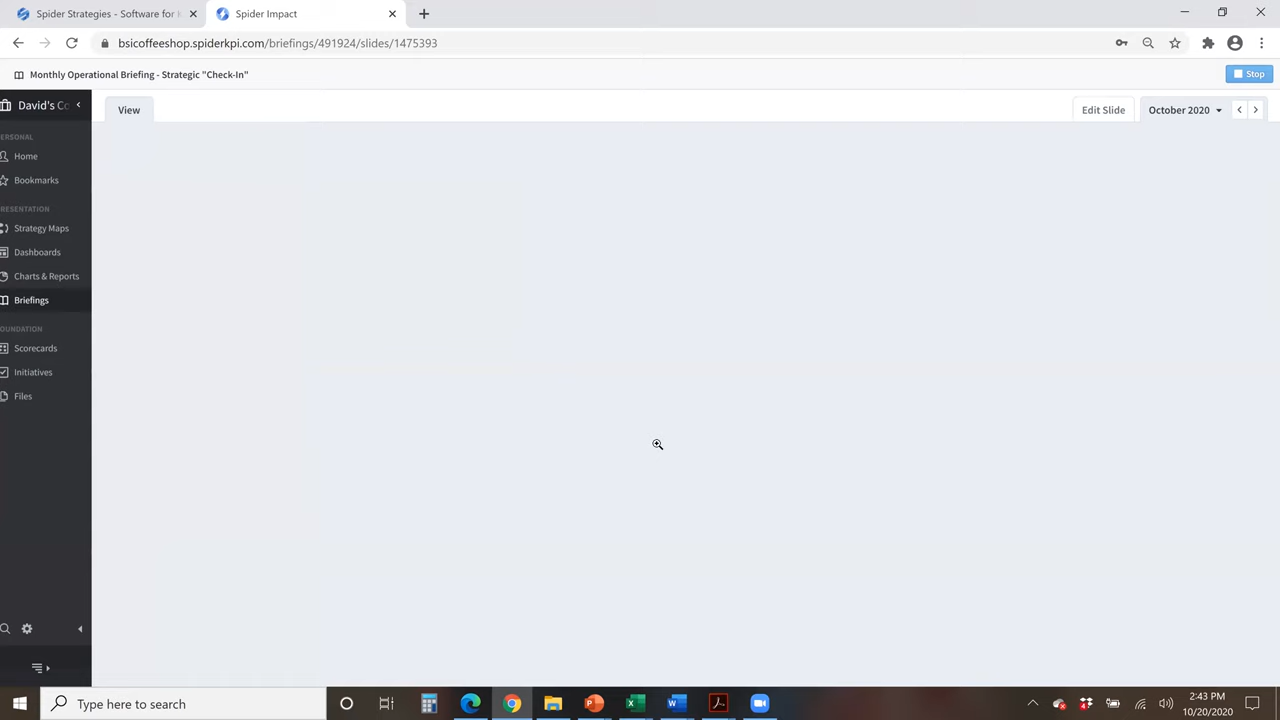 Spider Strategies - Software for
Spider Impact
bsicoffeeshop.spiderkpi.com/briefings/491924/slides/1475393
Monthly Operational Briefing - Strategic "Check-In"
Stop
David's Co
View
Edit Slide
October 2020
ERSONAL
Home
Bookmarks
RESENTATION
Strategy Maps
Dashboards
Charts & Reports
Briefings
OUNDATION
Scorecards
Initiatives
Files
Type here to search
2:43 PM
10/20/2020